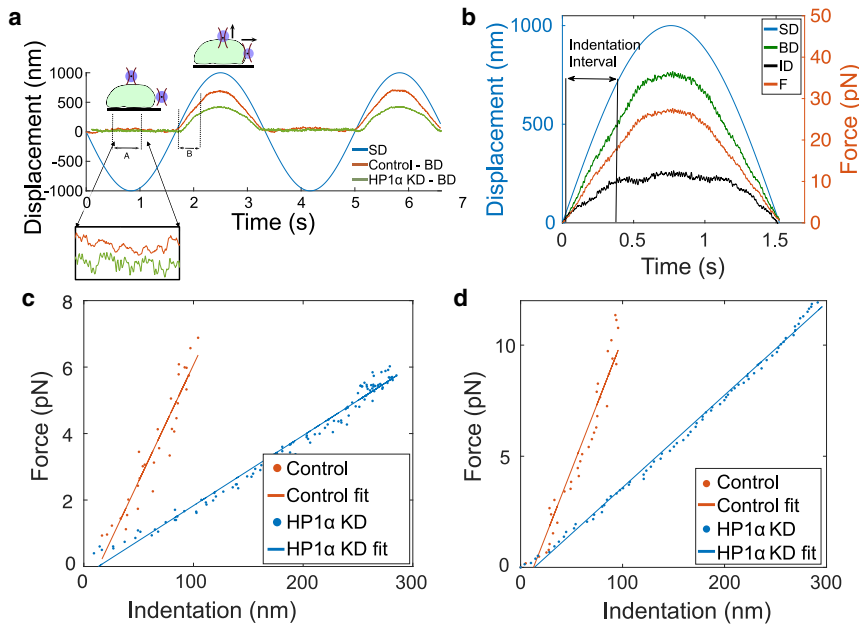 a
Displacement (nm)
1000
500
0
-500
-1000
A
B
SD
Control - BD
HP1α KD - BD
0 1 2 3 4 5 6 7
Time (s)
b
Displacement (nm)
1000
500
0
Indentation
Interval
SD
BD
ID
F
50
40
30
20
10
0
Force (pN)
0 0.5 1 1.5
Time (s)
c
Force (pN)
8
6
4
2
0
Control
Control fit
HP1α KD
HP1α KD fit
0 100 200 300
Indentation (nm)
d
Force (pN)
10
5
0
Control
Control fit
HP1α KD
HP1α KD fit
0 100 200 300
Indentation (nm)